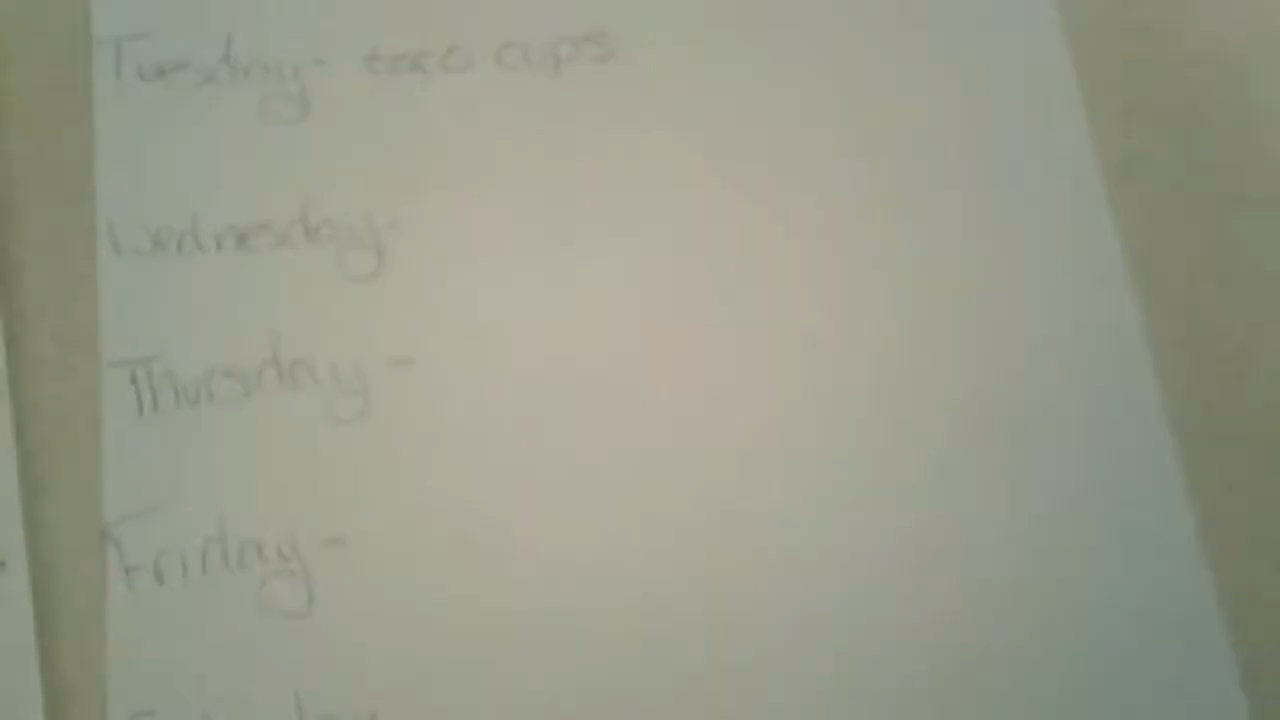 Tuesday- taco cups
Wednesday-
Thursday -
Friday -